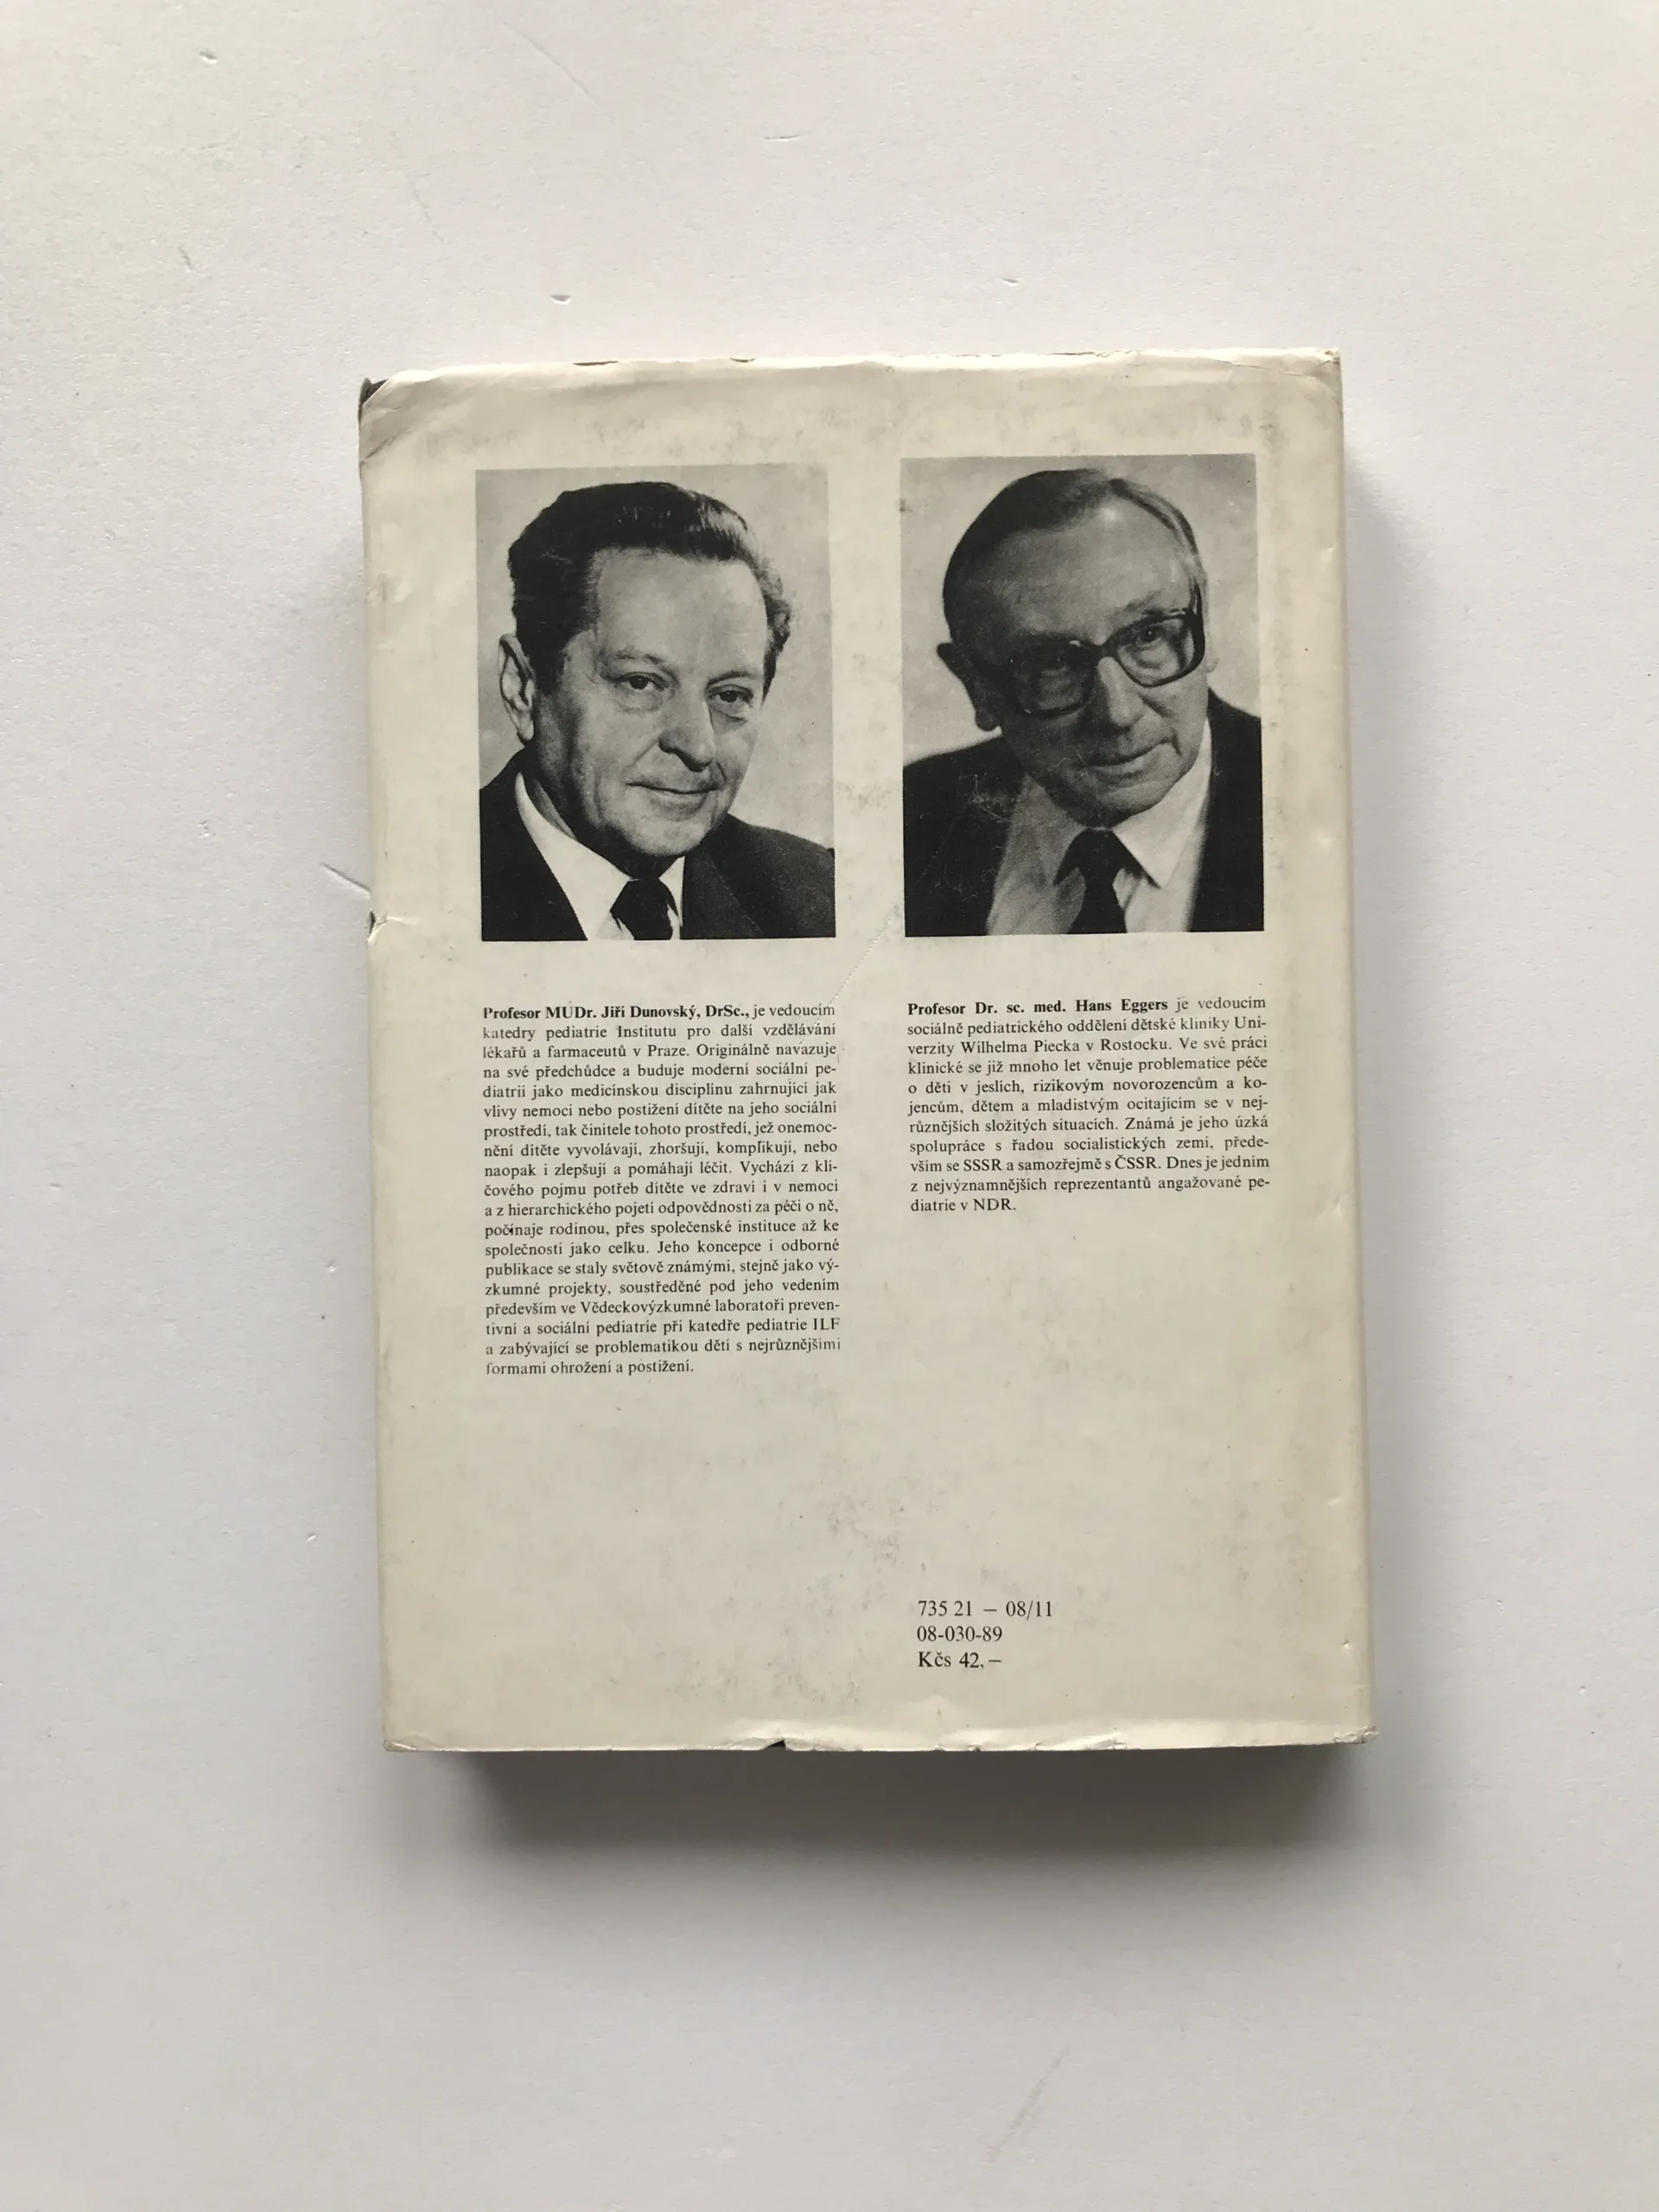 Profesor MUDr. Jiří Dunovský, DrSc., je vedoucím
katedry pediatrie Institutu pro další vzdělávání
lékařů a farmaceutů v Praze. Originálně navazuje
na své předchůdce a buduje moderní sociální pe-
diatrii jako medicínskou disciplínu zahrnující jak
vlivy nemoci nebo postižení dítěte na jeho sociální
prostředí, tak činitele tohoto prostředí, jež onemoc-
nění dítěte vyvolávají, zhoršují, komplikují, nebo
naopak i zlepšují a pomáhají léčit. Vychází z klí-
čového pojmu potřeb dítěte ve zdraví i v nemoci
a z hierarchického pojetí odpovědnosti za péči o ně,
počínaje rodinou, přes společenské instituce až ke
společnosti jako celku. Jeho koncepce i odborné
publikace se staly světově známými, stejně jako vý-
zkumné projekty, soustředěné pod jeho vedením
především ve Vědeckovýzkumné laboratoři preven-
tivní a sociální pediatrie při katedře pediatrie ILF
a zabývající se problematikou dětí s nejrůznějšími
formami ohrožení a postižení.
Profesor Dr. sc. med. Hans Eggers je vedoucím
sociálně pediatrického oddělení dětské kliniky Uni-
verzity Wilhelma Piecka v Rostocku. Ve své práci
klinické se již mnoho let věnuje problematice péče
o děti v jeslích, rizikovým novorozencům a ko-
jencům, dětem a mladistvým ocitajícím se v nej-
různějších složitých situacích. Známá je jeho úzká
spolupráce s řadou socialistických zemí, přede-
vším se SSSR a samozřejmě s ČSSR. Dnes je jedním
z nejvýznamnějších reprezentantů angažované pe-
diatrie v NDR.
735 21 – 08/11
08-030-89
Kčs 42,–